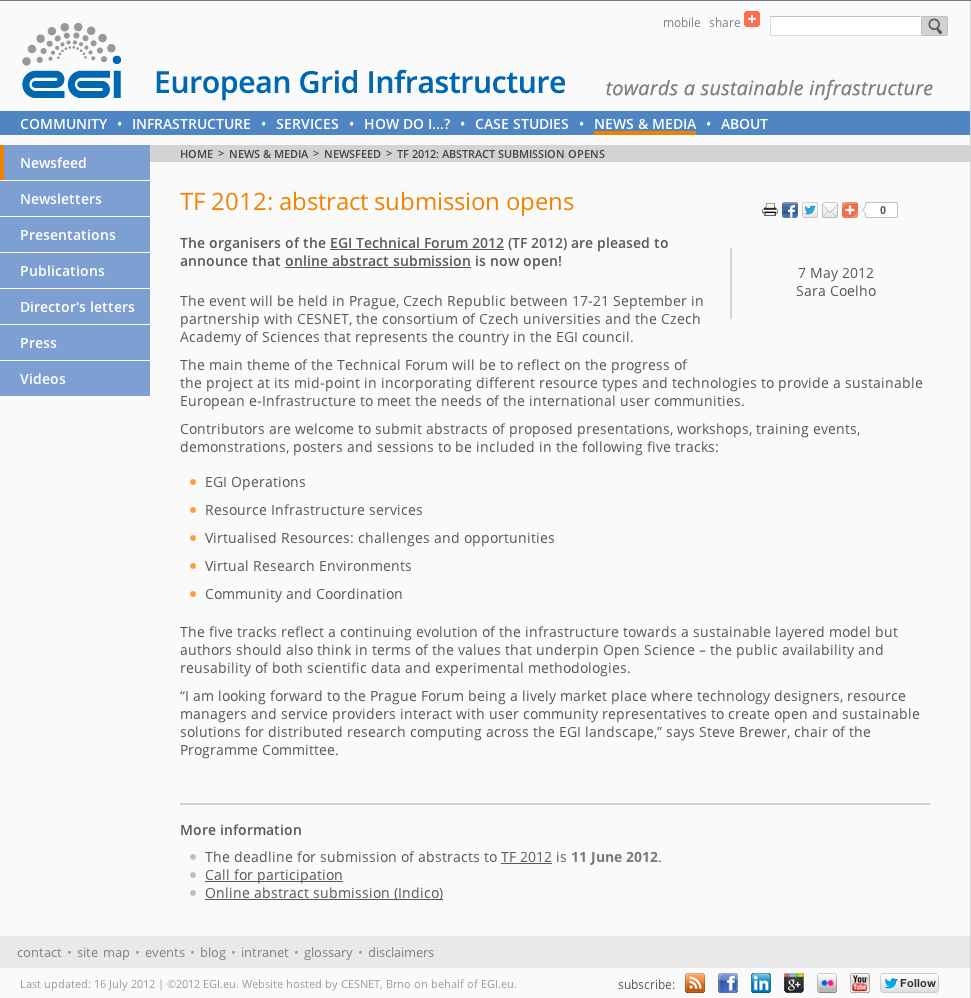 mobile share
egi
European Grid Infrastructure
towards a sustainable infrastructure
COMMUNITY • INFRASTRUCTURE • SERVICES • HOW DO I...? • CASE STUDIES • NEWS & MEDIA • ABOUT
Newsfeed
Newsletters
Presentations
Publications
Director's letters
Press
Videos
HOME > NEWS & MEDIA > NEWSFEED > TF 2012: ABSTRACT SUBMISSION OPENS
TF 2012: abstract submission opens
0
The organisers of the EGI Technical Forum 2012 (TF 2012) are pleased to
announce that online abstract submission is now open!
7 May 2012
Sara Coelho
The event will be held in Prague, Czech Republic between 17-21 September in
partnership with CESNET, the consortium of Czech universities and the Czech
Academy of Sciences that represents the country in the EGI council.
The main theme of the Technical Forum will be to reflect on the progress of
the project at its mid-point in incorporating different resource types and technologies to provide a sustainable
European e-Infrastructure to meet the needs of the international user communities.
Contributors are welcome to submit abstracts of proposed presentations, workshops, training events,
demonstrations, posters and sessions to be included in the following five tracks:
EGI Operations
Resource Infrastructure services
Virtualised Resources: challenges and opportunities
Virtual Research Environments
Community and Coordination
The five tracks reflect a continuing evolution of the infrastructure towards a sustainable layered model but
authors should also think in terms of the values that underpin Open Science – the public availability and
reusability of both scientific data and experimental methodologies.
“I am looking forward to the Prague Forum being a lively market place where technology designers, resource
managers and service providers interact with user community representatives to create open and sustainable
solutions for distributed research computing across the EGI landscape,” says Steve Brewer, chair of the
Programme Committee.
More information
The deadline for submission of abstracts to TF 2012 is 11 June 2012.
Call for participation
Online abstract submission (Indico)
contact • site map • events • blog • intranet • glossary • disclaimers
Last updated: 16 July 2012 | ©2012 EGI.eu. Website hosted by CESNET, Brno on behalf of EGI.eu.
subscribe: f in g+ You Tube Follow